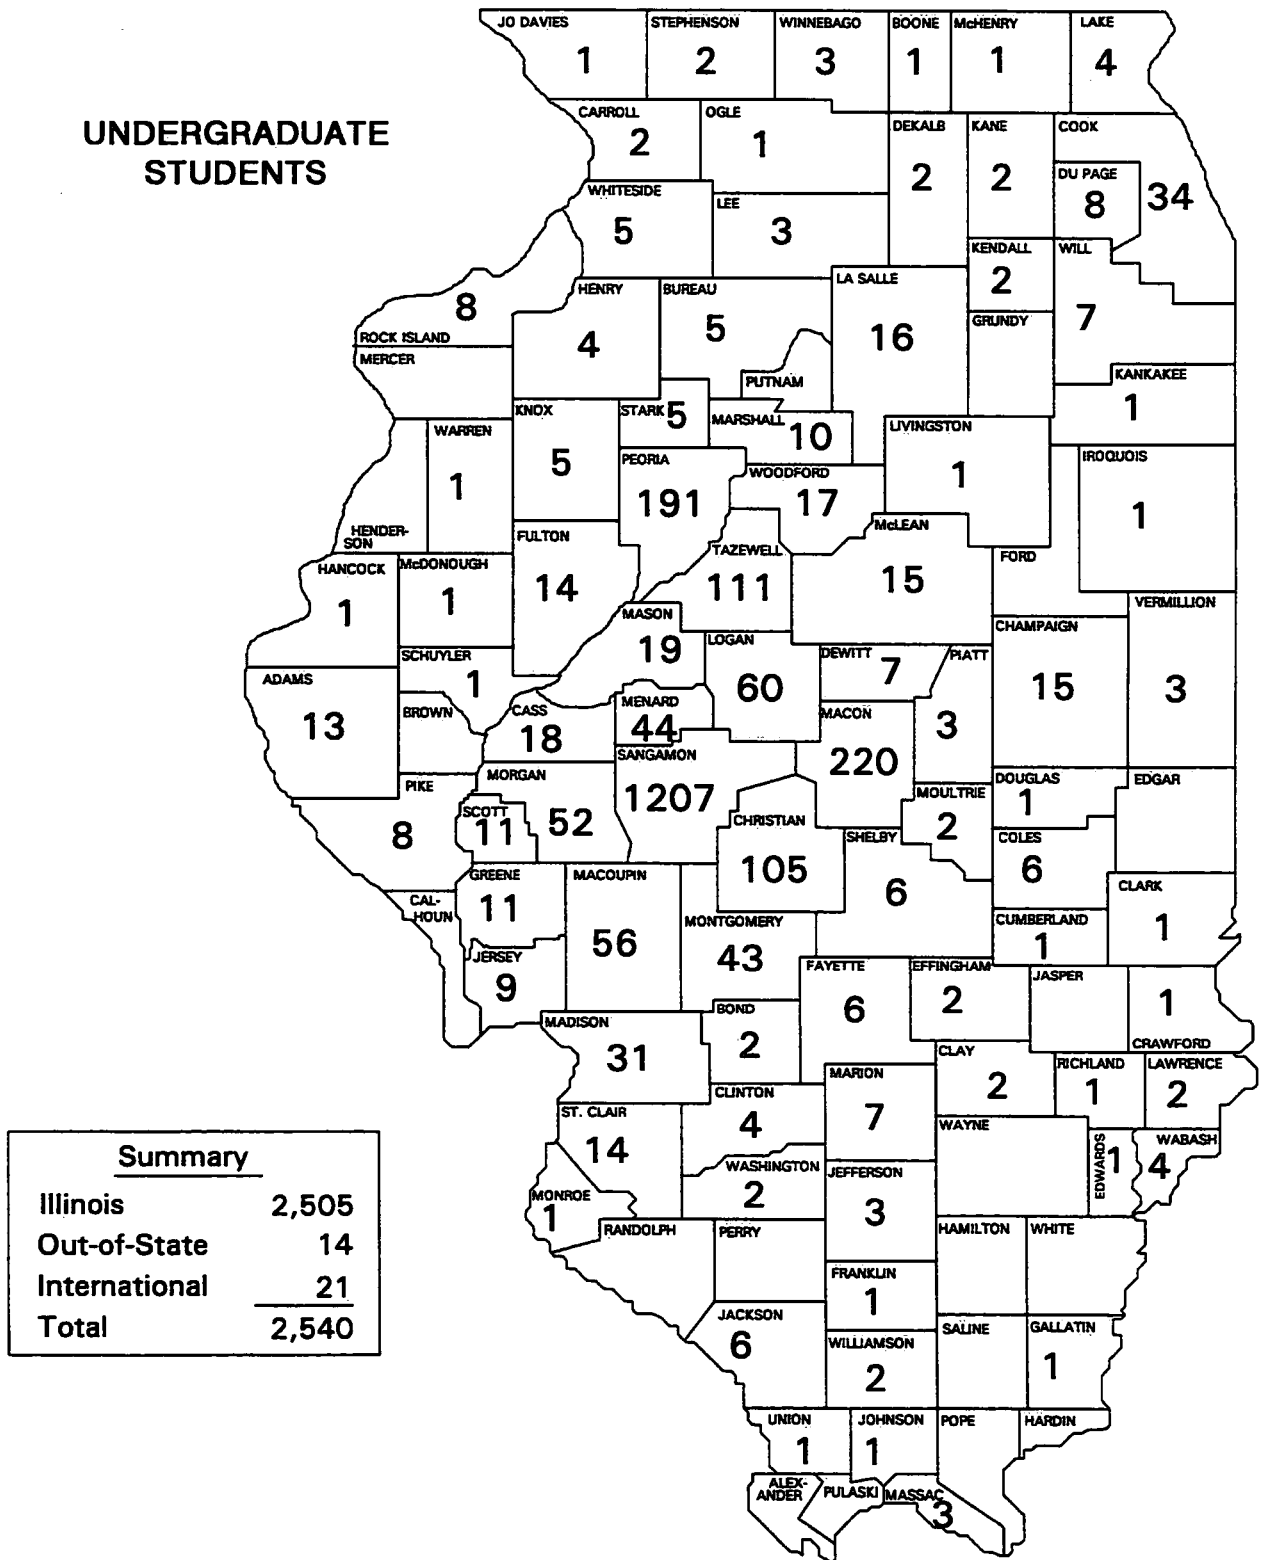 UNDERGRADUATE
STUDENTS
JO DAVIES
1
STEPHENSON
2
WINNEBAGO
3
BOONE
1
McHENRY
1
LAKE
4
CARROLL
2
OGLE
1
DEKALB
2
KANE
2
COOK
34
DU PAGE
8
WHITESIDE
5
LEE
3
KENDALL
2
WILL
7
ROCK ISLAND
8
HENRY
4
BUREAU
5
LA SALLE
16
GRUNDY
MERCER
PUTNAM
KANKAKEE
1
KNOX
5
STARK
5
MARSHALL
10
LIVINGSTON
1
WARREN
1
PEORIA
191
WOODFORD
17
IROQUOIS
1
HENDER-
SON
FULTON
14
TAZEWELL
111
McLEAN
15
FORD
HANCOCK
1
McDONOUGH
1
MASON
19
LOGAN
60
CHAMPAIGN
15
VERMILLION
3
SCHUYLER
1
DEWITT
7
PIATT
3
ADAMS
13
BROWN
CASS
18
MENARD
44
MACON
220
SANGAMON
1207
PIKE
8
MORGAN
52
SCOTT
11
CHRISTIAN
105
MOULTRIE
2
DOUGLAS
1
EDGAR
SHELBY
6
COLES
6
GREENE
11
MACOUPIN
56
CLARK
1
CAL-
HOUN
MONTGOMERY
43
CUMBERLAND
1
JERSEY
9
FAYETTE
6
EFFINGHAM
2
JASPER
1
CRAWFORD
MADISON
31
BOND
2
CLAY
2
RICHLAND
1
LAWRENCE
2
MARION
7
CLINTON
4
ST. CLAIR
14
WAYNE
EDWARDS
1
WABASH
4
WASHINGTON
2
JEFFERSON
3
MONROE
1
RANDOLPH
PERRY
HAMILTON
WHITE
FRANKLIN
1
JACKSON
6
WILLIAMSON
2
SALINE
GALLATIN
1
UNION
1
JOHNSON
1
POPE
HARDIN
ALEX-
ANDER
PULASKI
MASSAC
3
Summary
Illinois 2,505
Out-of-State 14
International 21
Total 2,540